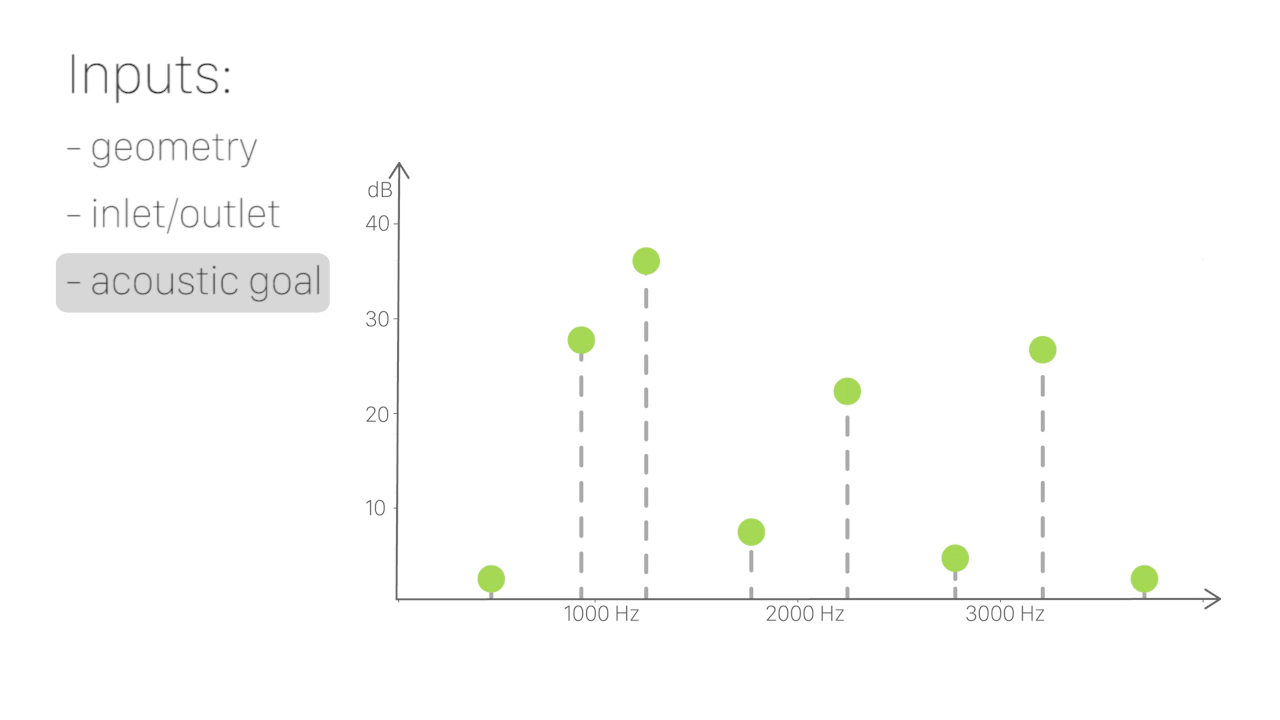 Inputs:
- geometry
- inlet/outlet
- acoustic goal
dB
40
30
20
10
1000 Hz 2000 Hz 3000 Hz